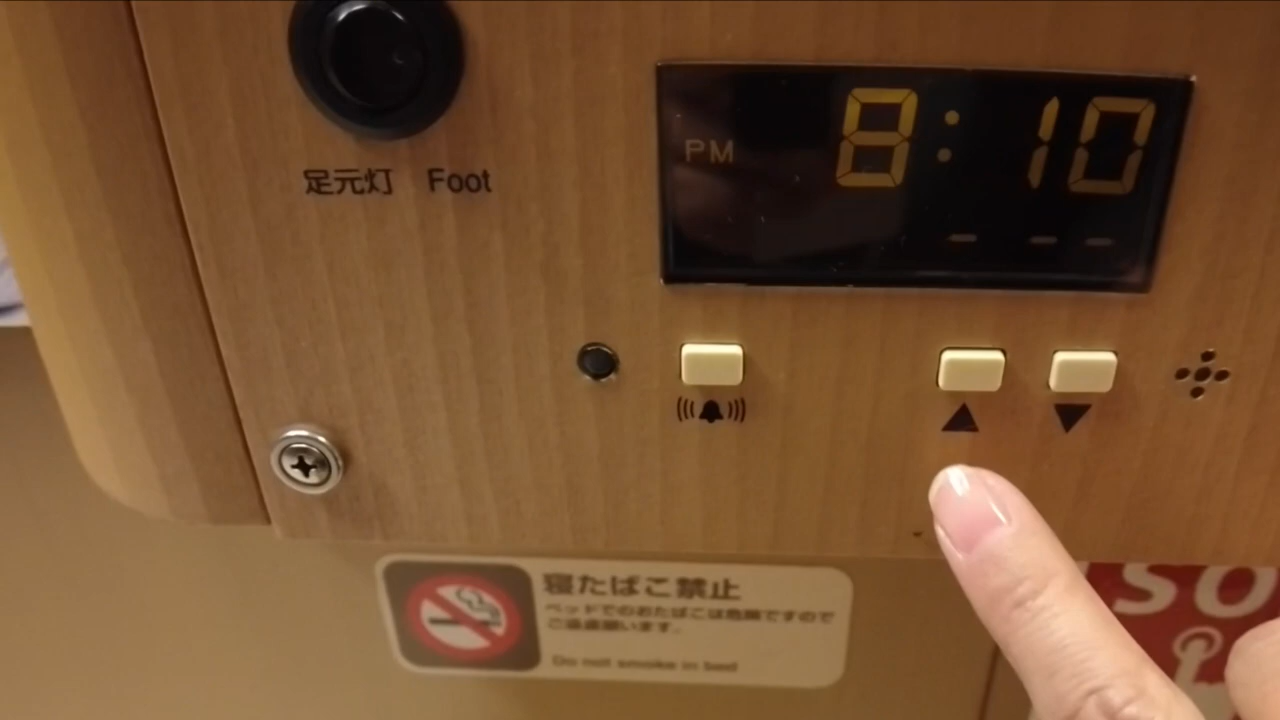 足元灯 Foot
PM 8:10
寝たばこ禁止
ベッドでのおたばこは危険ですので
ご遠慮願います。
Do not smoke in bed
SO